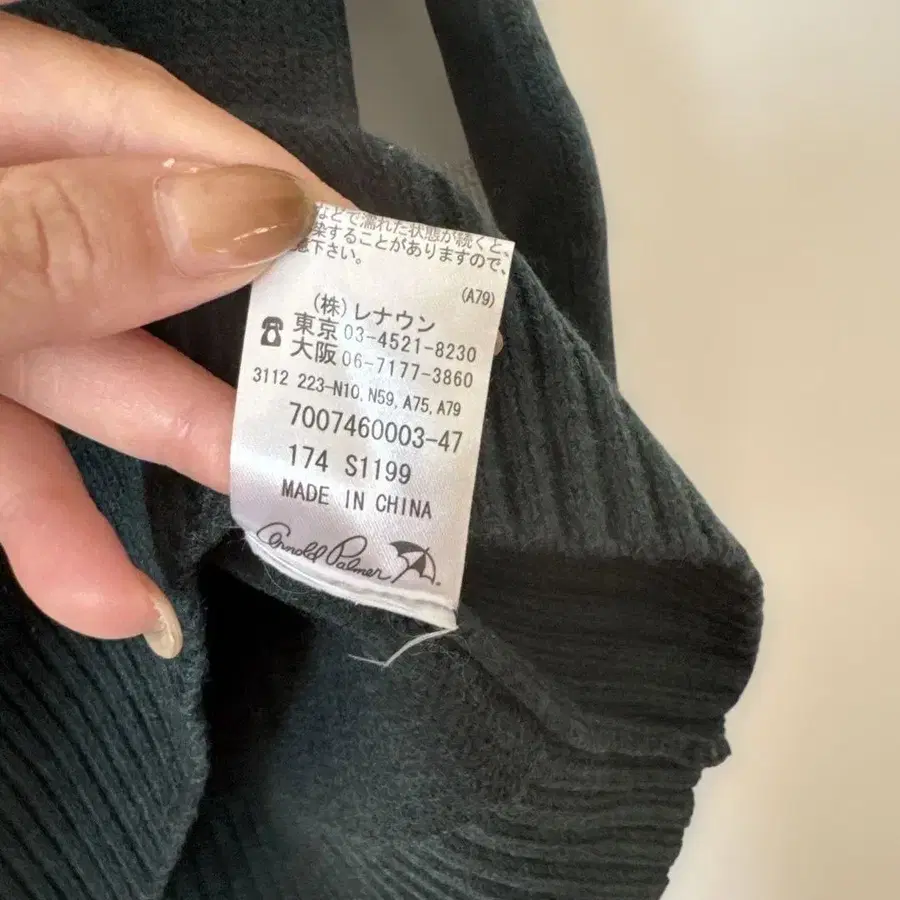 などで濡れた状態が続くと、
染することがありますので、
下さい。
(A79)
(株)レナウン
☎東京 03-4521-8230
大阪 06-7177-3860
3112 223-N10, N59, A75, A79
7007460003-47
174 S1199
MADE IN CHINA
Arnold Palmer